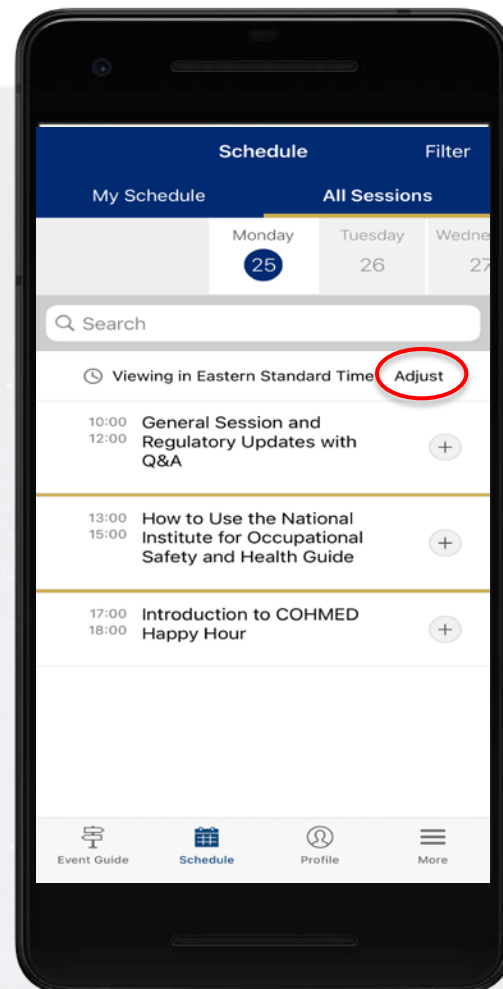 Schedule Filter
My Schedule All Sessions
Monday Tuesday Wedne
25 26 27
Search
Viewing in Eastern Standard Time Adjust
10:00 General Session and
12:00 Regulatory Updates with
Q&A
13:00 How to Use the National
15:00 Institute for Occupational
Safety and Health Guide
17:00 Introduction to COHMED
18:00 Happy Hour
Event Guide Schedule Profile More